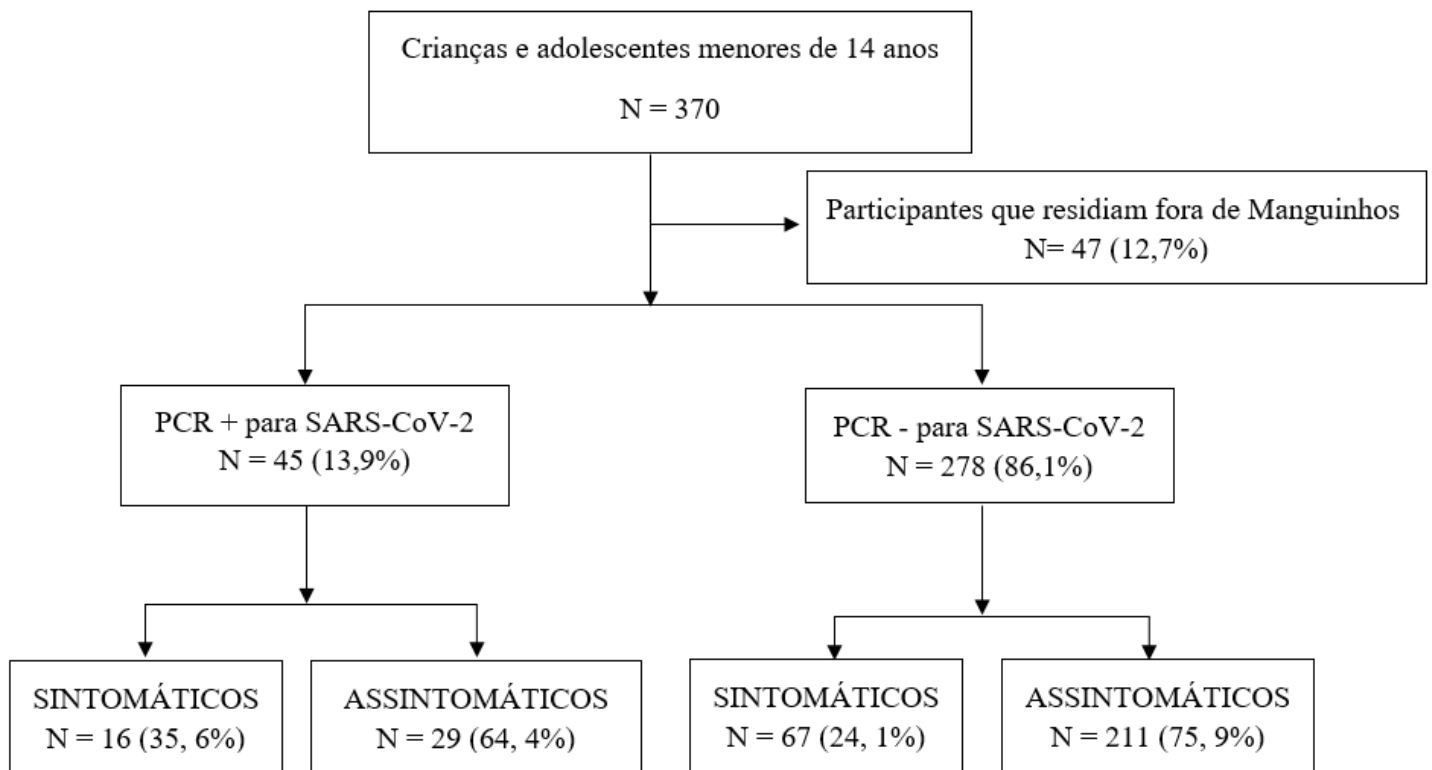 Crianças e adolescentes menores de 14 anos
N = 370
Participantes que residiam fora de Manguinhos
N= 47 (12,7%)
PCR + para SARS-CoV-2
N = 45 (13,9%)
PCR - para SARS-CoV-2
N = 278 (86,1%)
SINTOMÁTICOS
N = 16 (35, 6%)
ASSINTOMÁTICOS
N = 29 (64, 4%)
SINTOMÁTICOS
N = 67 (24, 1%)
ASSINTOMÁTICOS
N = 211 (75, 9%)